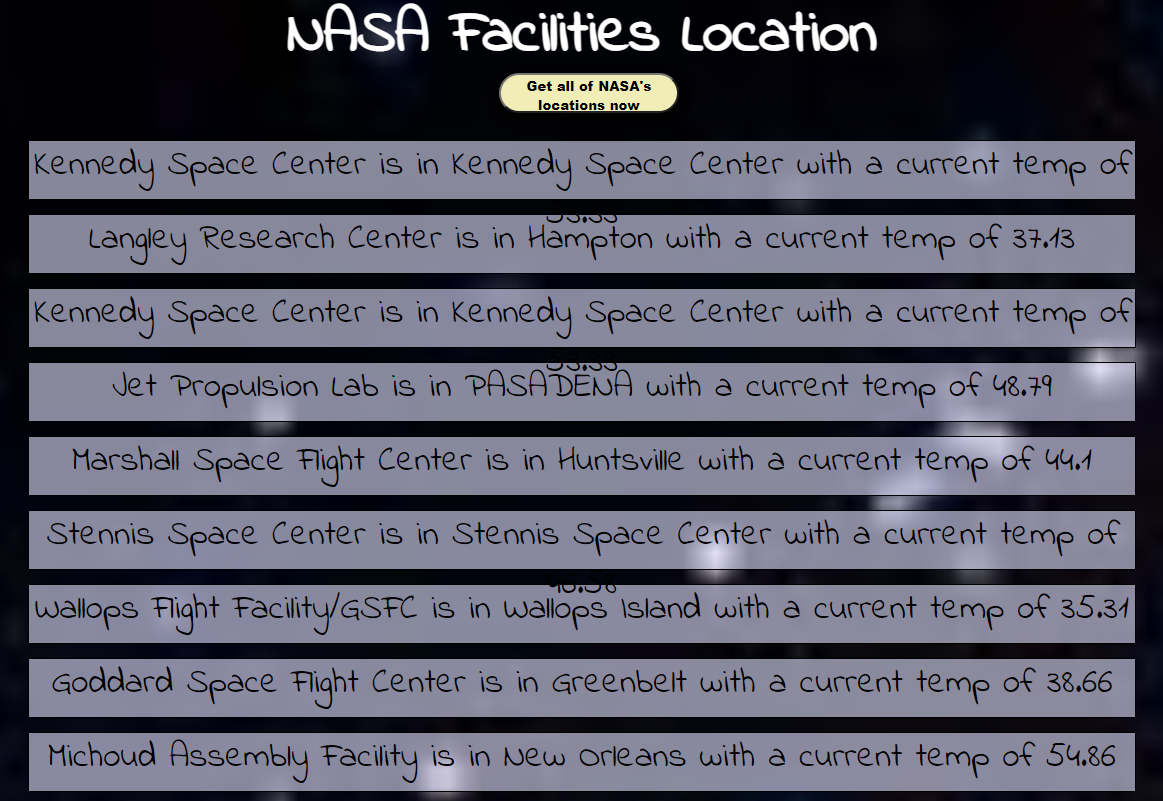 NASA Facilities Location
Get all of NASA's
locations now
Kennedy Space Center is in Kennedy Space Center with a current temp of
Langley Research Center is in Hampton with a current temp of 37.13
Kennedy Space Center is in Kennedy Space Center with a current temp of
Jet Propulsion Lab is in PASADENA with a current temp of 48.79
Marshall Space Flight Center is in Huntsville with a current temp of 44.1
Stennis Space Center is in Stennis Space Center with a current temp of
Wallops Flight Facility/GSFC is in Wallops Island with a current temp of 35.31
Goddard Space Flight Center is in Greenbelt with a current temp of 38.66
Michoud Assembly Facility is in New Orleans with a current temp of 54.86